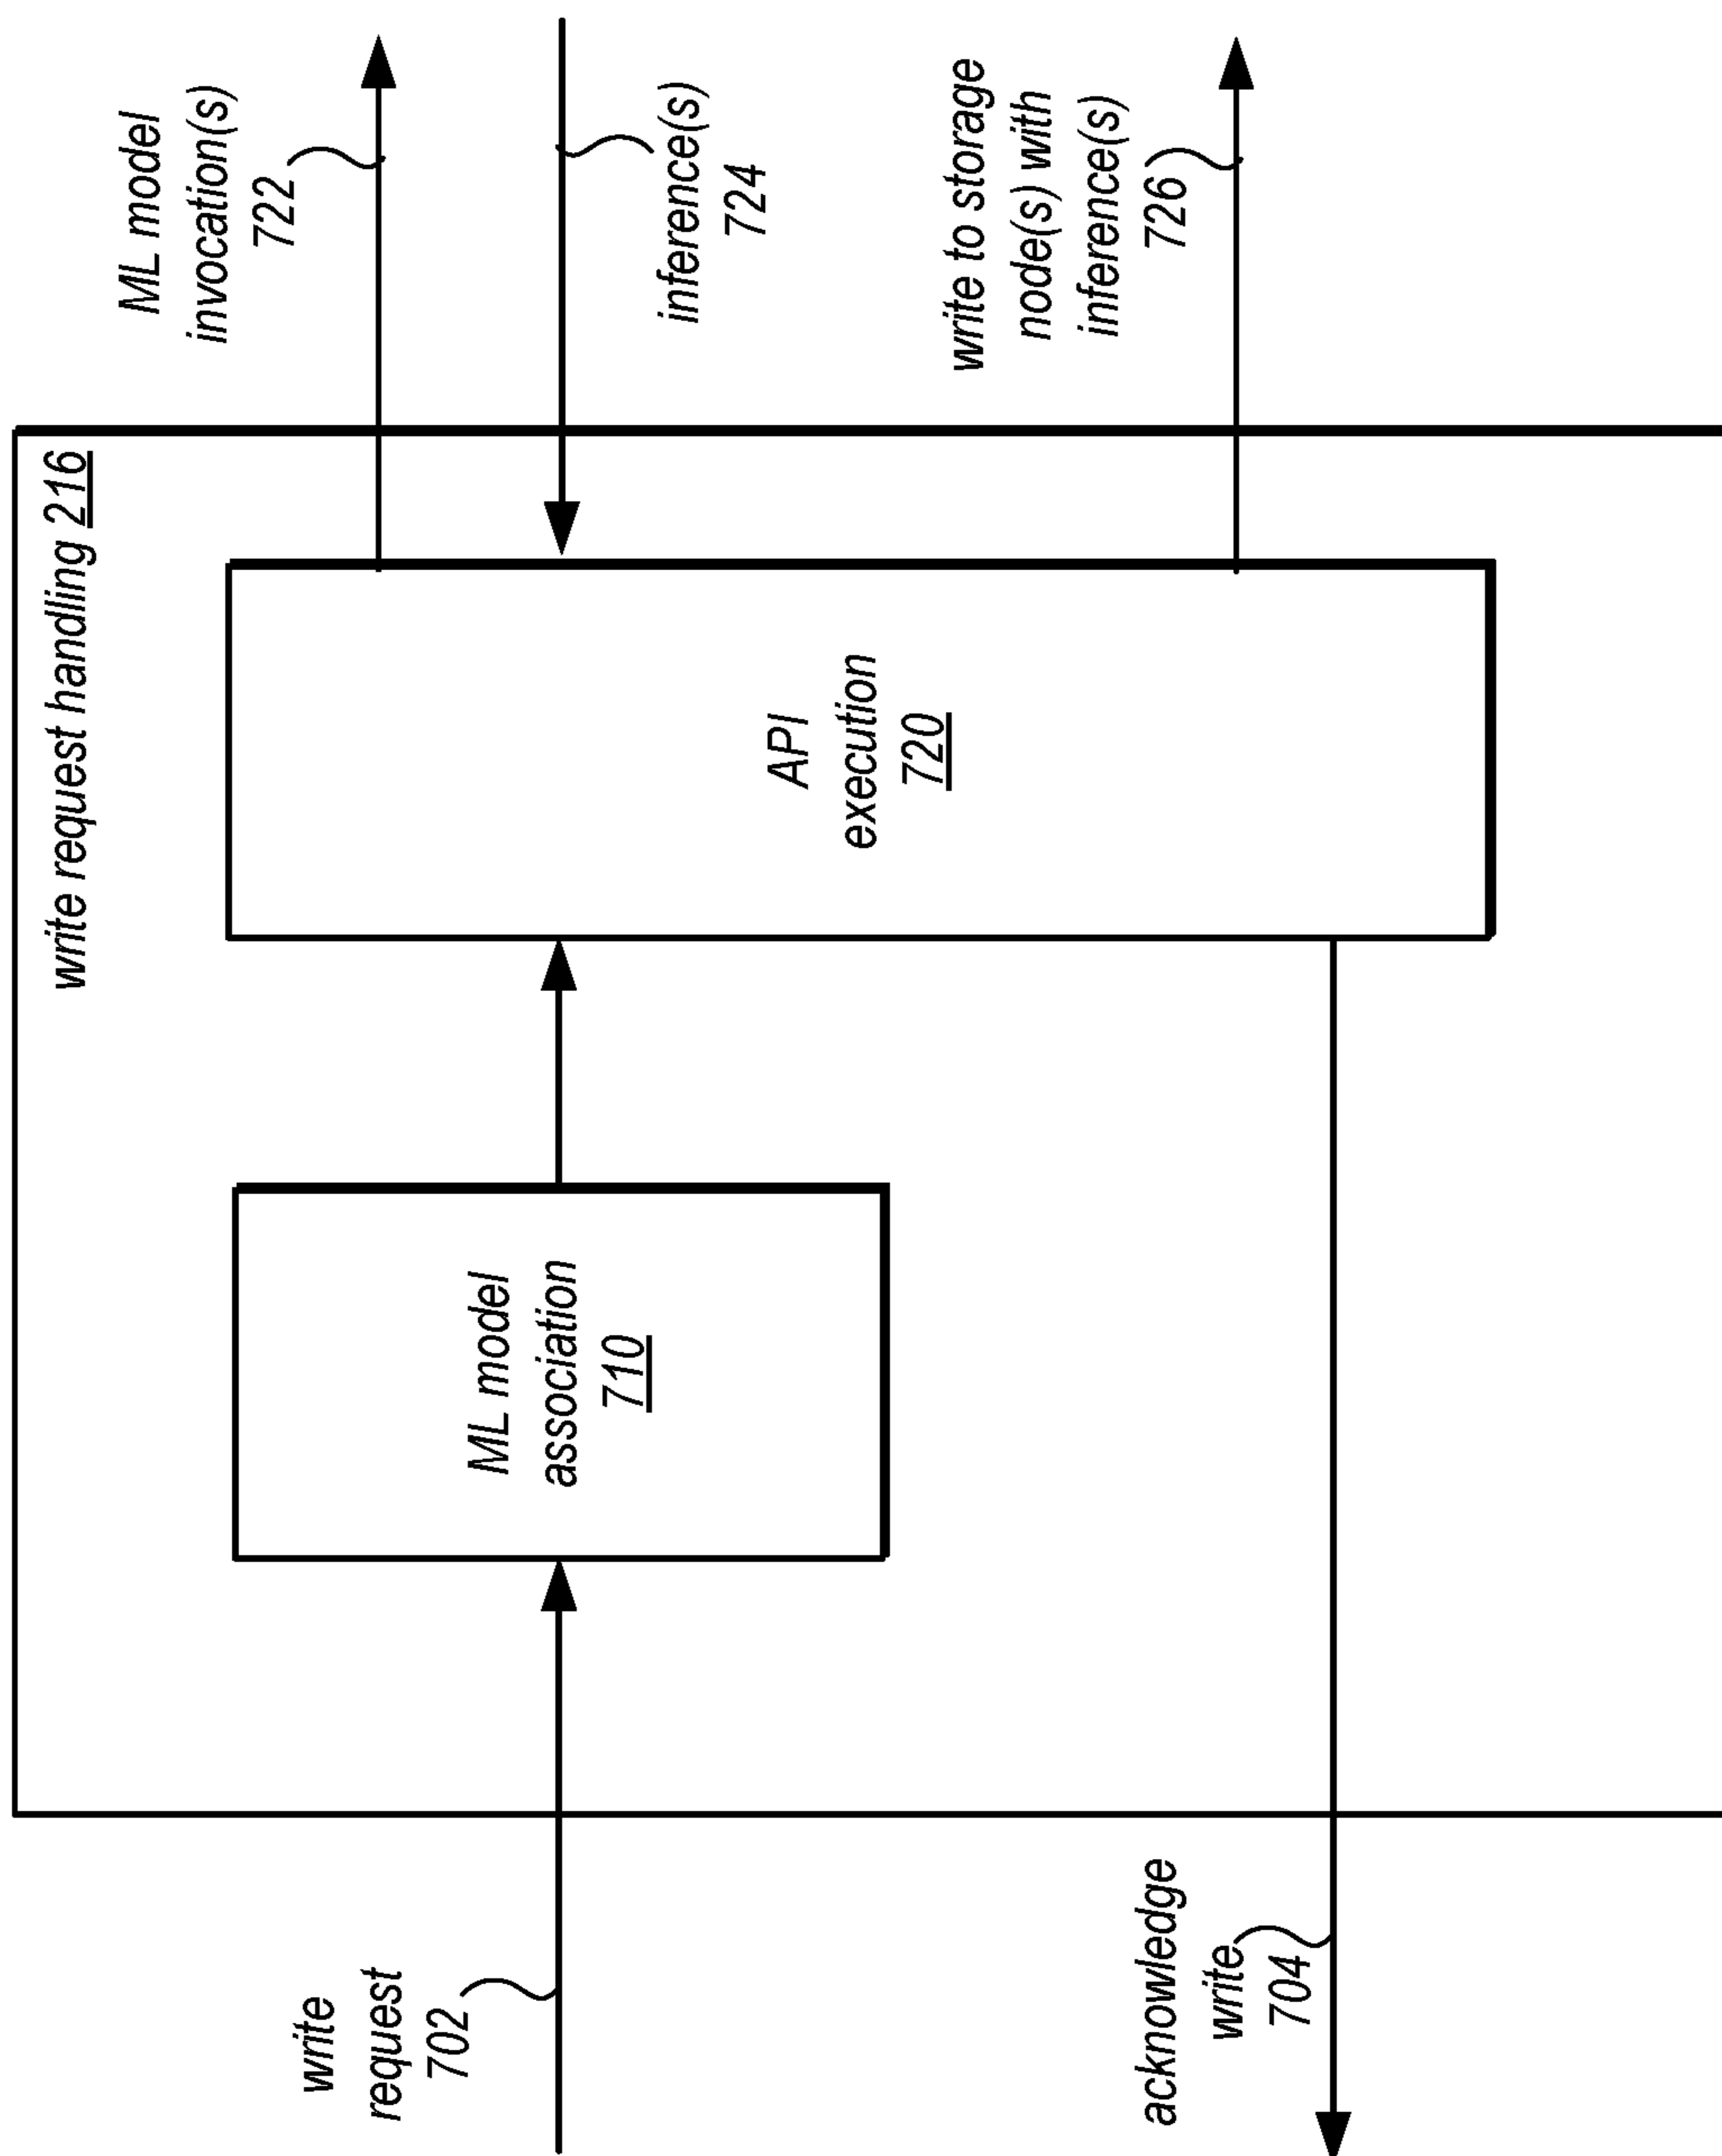 write request handling 216
write
request
702
ML model
association
710
API
execution
720
ML model
invocation(s)
722
inference(s)
724
write to storage
node(s) with
inference(s)
726
acknowledge
write
704